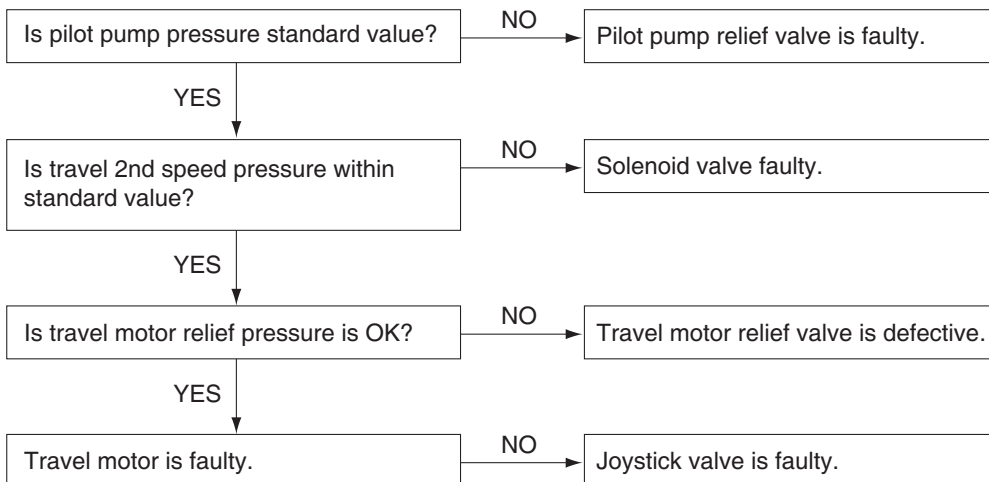 Is pilot pump pressure standard value?
NO
Pilot pump relief valve is faulty.
YES
Is travel 2nd speed pressure within
standard value?
NO
Solenoid valve faulty.
YES
Is travel motor relief pressure is OK?
NO
Travel motor relief valve is defective.
YES
Travel motor is faulty.
NO
Joystick valve is faulty.